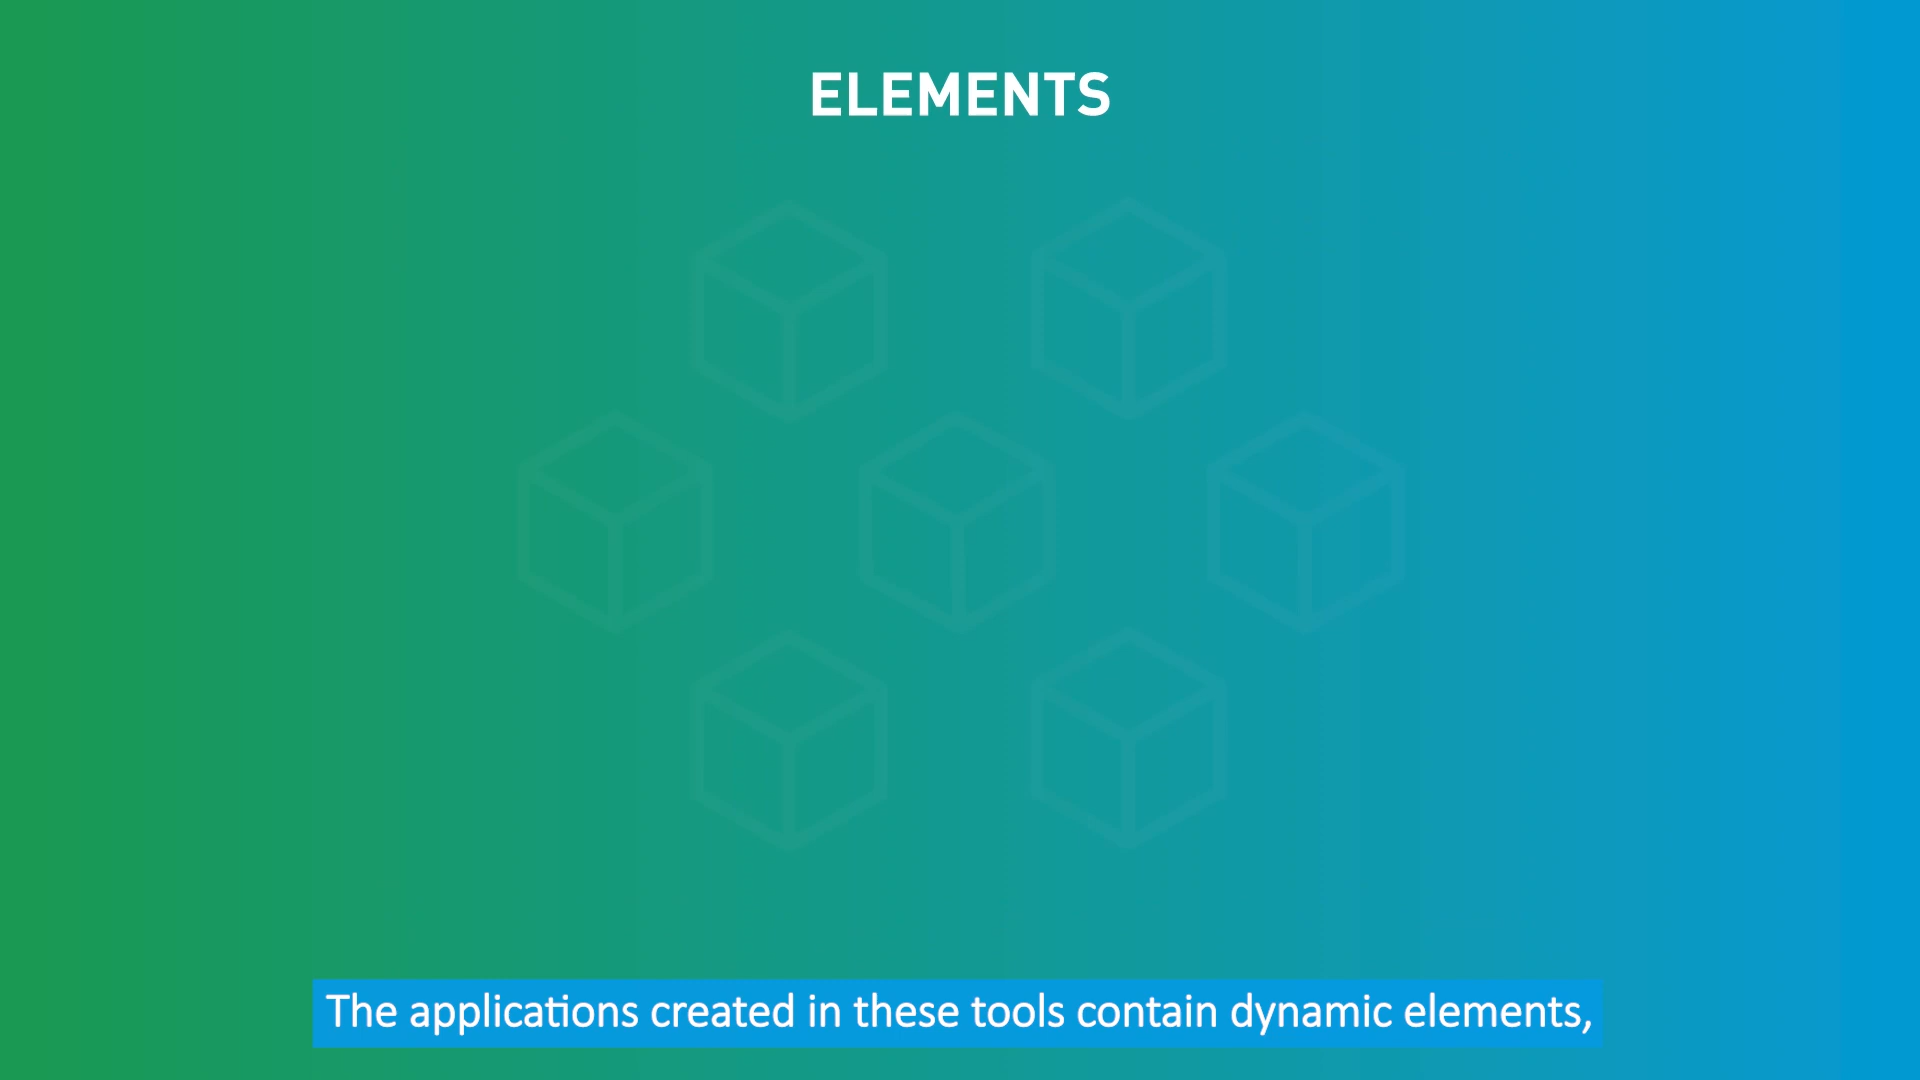 ELEMENTS
The applications created in these tools contain dynamic elements,